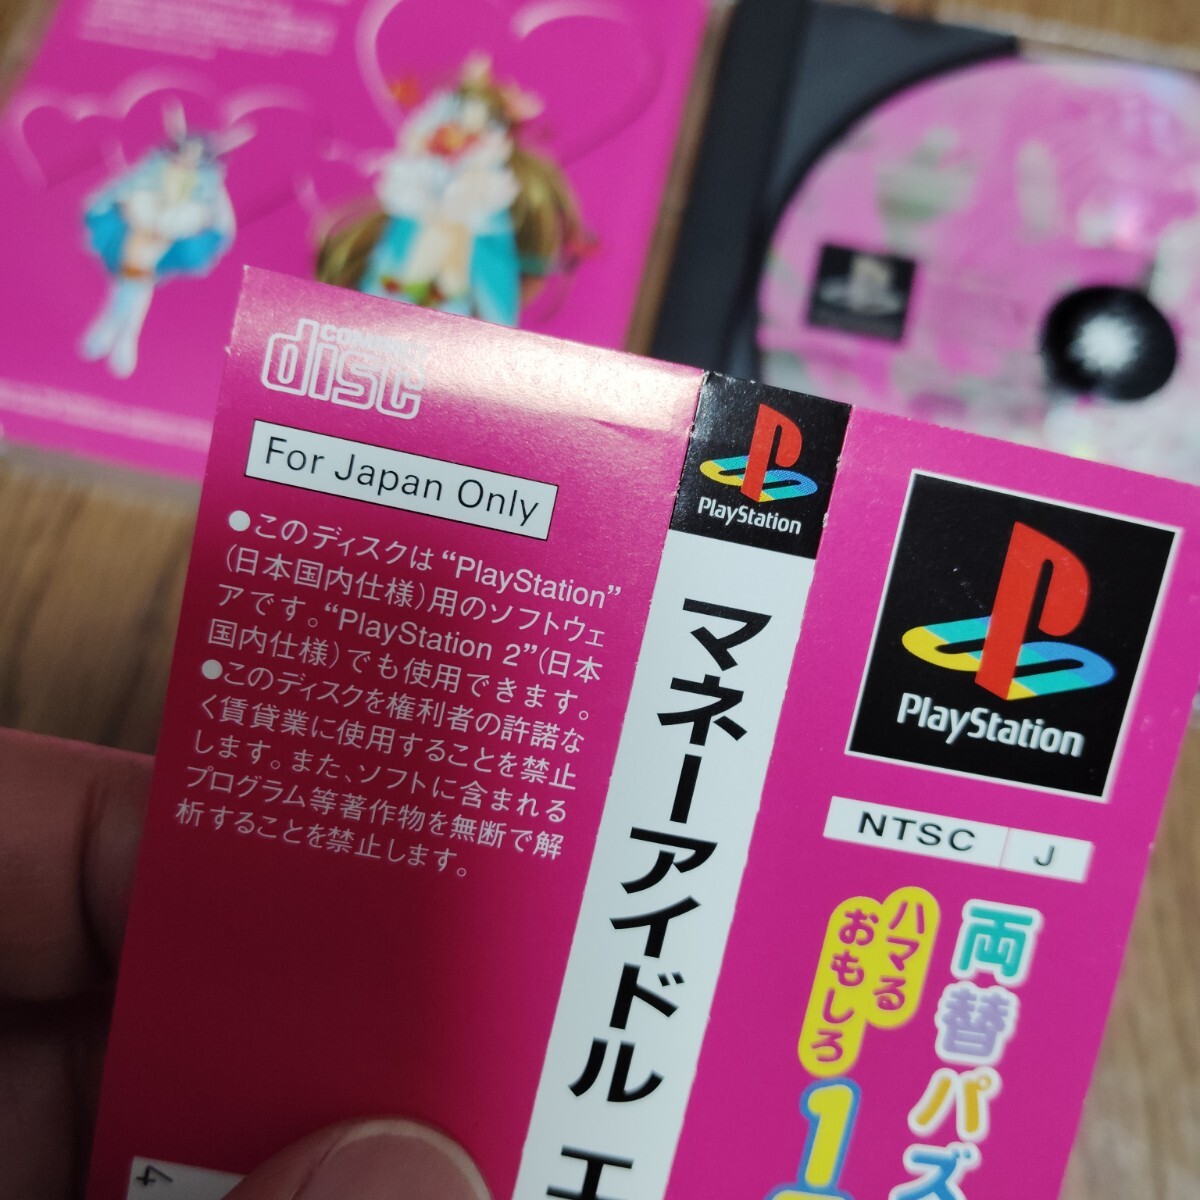 COMPACT
disc
For Japan Only
●このディスクは“PlayStation”
(日本国内仕様)用のソフトウェ
アです。“PlayStation 2”(日本
国内仕様)でも使用できます。
●このディスクを権利者の許諾な
く賃貸業に使用することを禁止
します。また、ソフトに含まれる
プログラム等著作物を無断で解
析することを禁止します。
4
PlayStation
マネーアイドル エ
PlayStation
NTSC J
両替パズ
ハマる
おもしろ
1